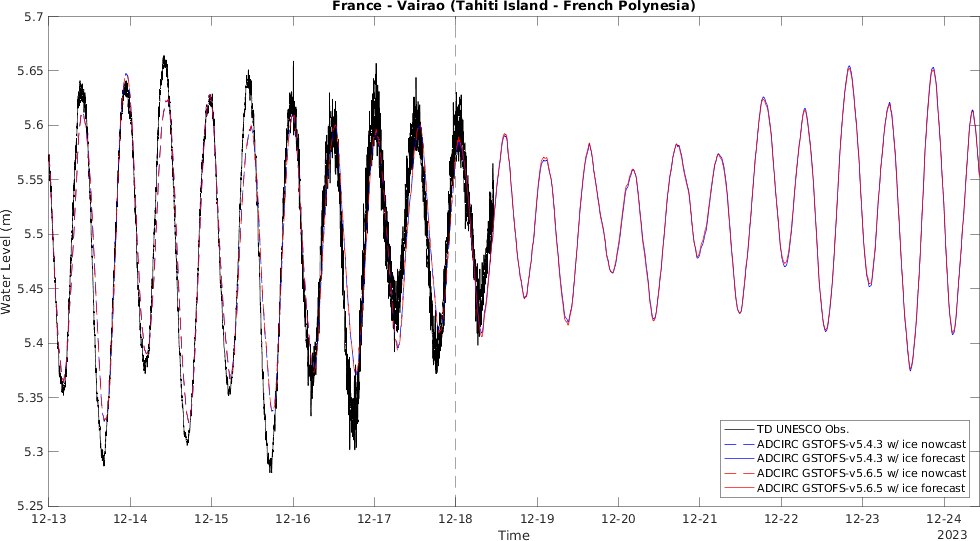 France - Vairao (Tahiti Island - French Polynesia)
5.7
5.65
5.6
5.55
5.5
5.45
5.4
5.35
5.3
5.25
Water Level (m)
TD UNESCO Obs.
ADCIRC GSTOFS-v5.4.3 w/ ice nowcast
ADCIRC GSTOFS-v5.4.3 w/ ice forecast
ADCIRC GSTOFS-v5.6.5 w/ ice nowcast
ADCIRC GSTOFS-v5.6.5 w/ ice forecast
12-13 12-14 12-15 12-16 12-17 12-18 12-19 12-20 12-21 12-22 12-23 12-24
Time
2023